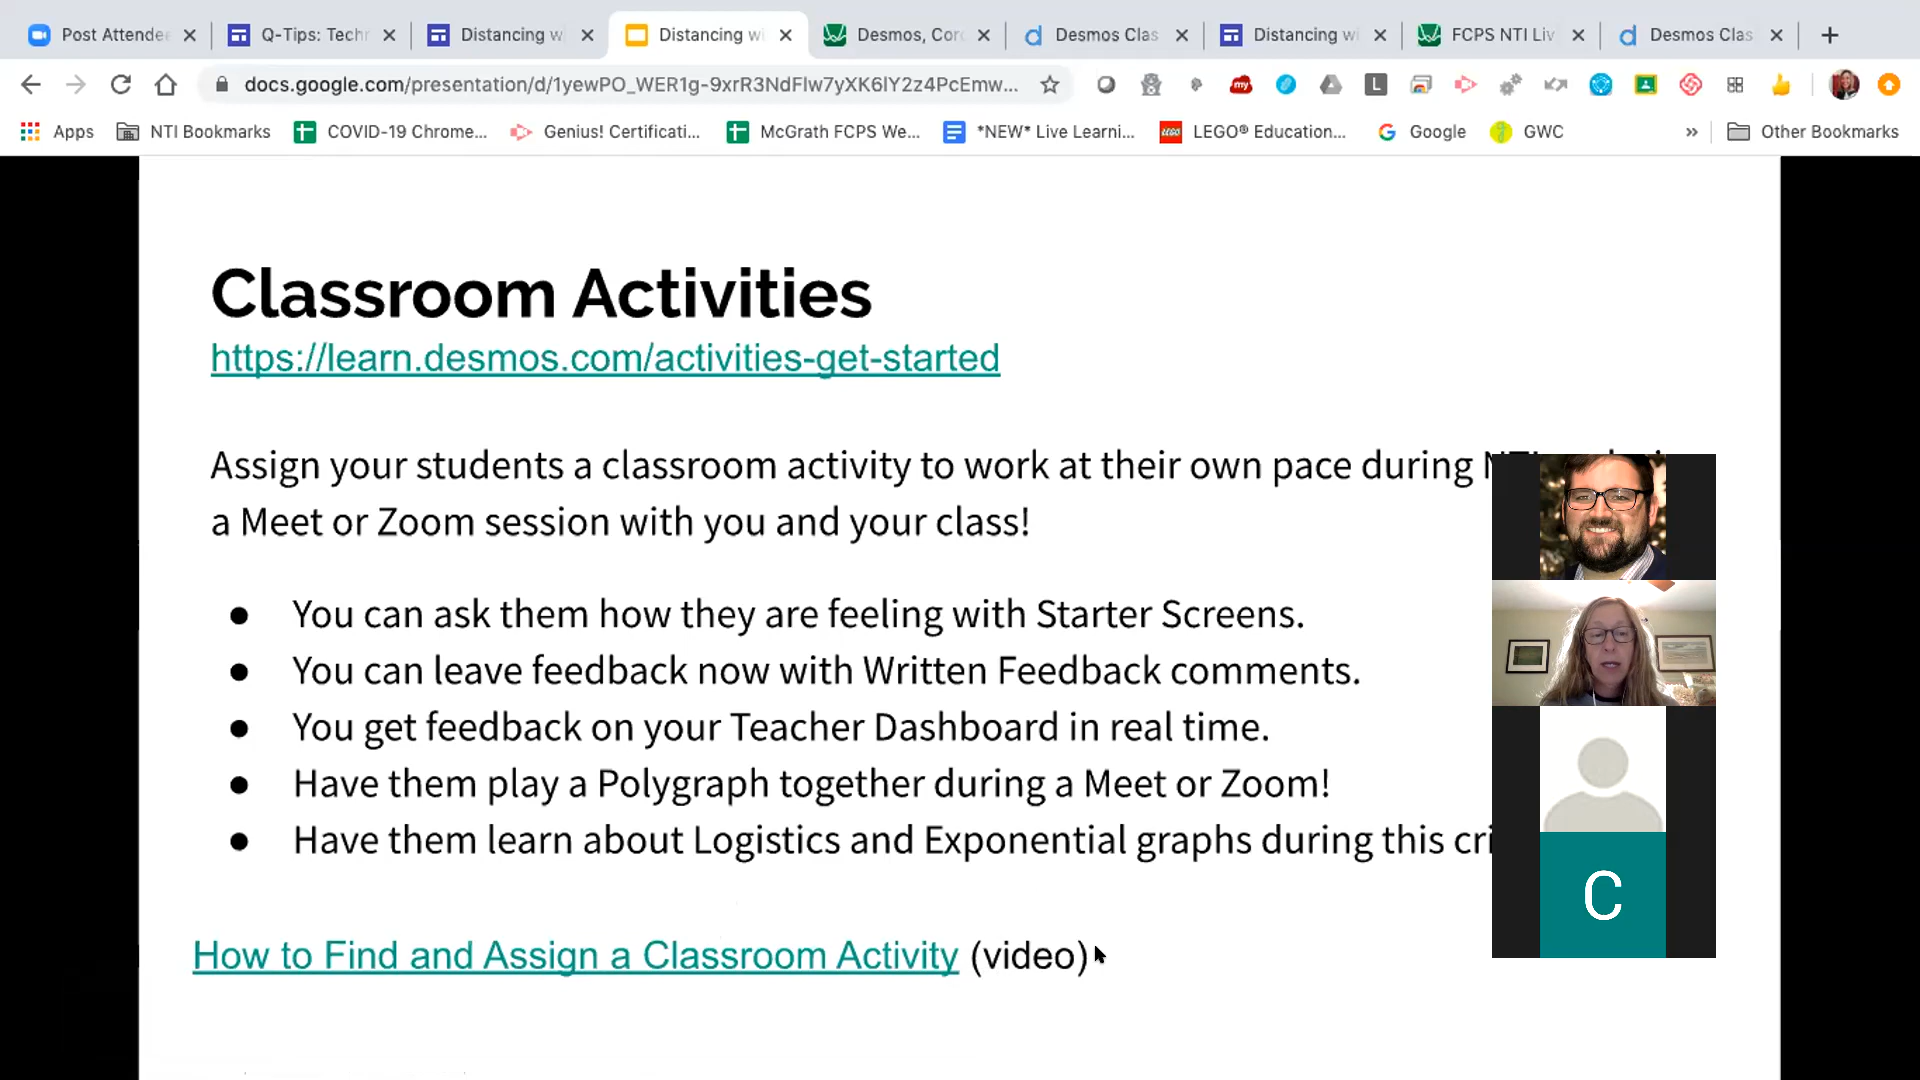 Post Attendee
Q-Tips: Techn
Distancing wi
Distancing wi
Desmos, Cor
Desmos Clas
Distancing wi
FCPS NTI Liv
Desmos Clas
docs.google.com/presentation/d/1yewPO_WER1g-9xrR3NdFlw7yXK6lY2z4PcEmw...
Apps
NTI Bookmarks
COVID-19 Chrome...
Genius! Certificati...
McGrath FCPS We...
*NEW* Live Learni...
LEGO® Education...
Google
GWC
Other Bookmarks
Classroom Activities
https://learn.desmos.com/activities-get-started
Assign your students a classroom activity to work at their own pace during
a Meet or Zoom session with you and your class!
● You can ask them how they are feeling with Starter Screens.
● You can leave feedback now with Written Feedback comments.
● You get feedback on your Teacher Dashboard in real time.
● Have them play a Polygraph together during a Meet or Zoom!
● Have them learn about Logistics and Exponential graphs during this cri
C
How to Find and Assign a Classroom Activity (video)